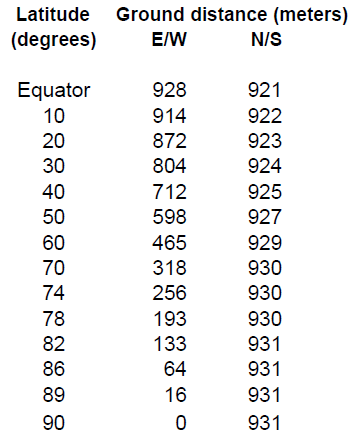 Latitude Ground distance (meters)
(degrees) E/W N/S
Equator 928 921
10 914 922
20 872 923
30 804 924
40 712 925
50 598 927
60 465 929
70 318 930
74 256 930
78 193 930
82 133 931
86 64 931
89 16 931
90 0 931